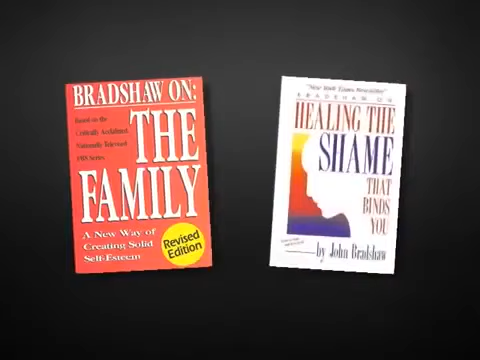 BRADSHAW ON:
Based on the
Critically Acclaimed,
Nationally Televised
PBS Series
THE
FAMILY
A New Way of
Creating Solid
Self-Esteem
Revised
Edition
"New York Times Bestseller"
BRADSHAW ON
HEALING THE
SHAME
THAT
BINDS
YOU
by John Bradshaw